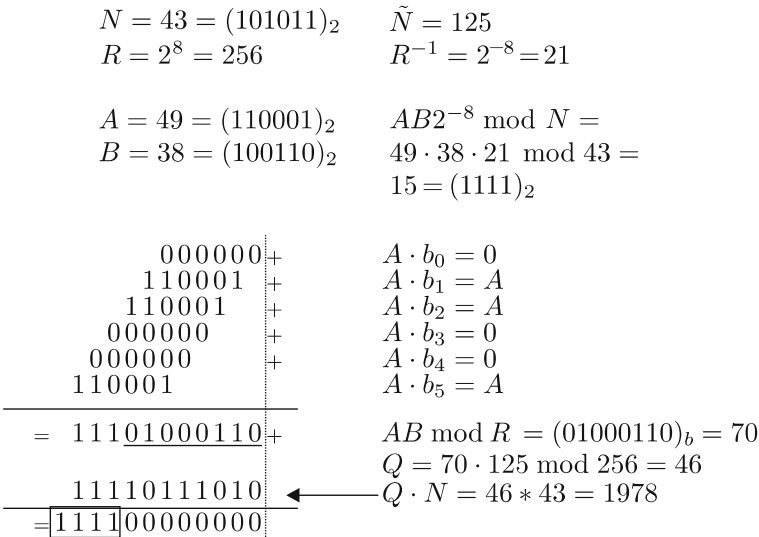 N = 43 = (101011)₂ Ñ = 125
R = 2⁸ = 256 R⁻¹ = 2⁻⁸ = 21
A = 49 = (110001)₂ AB2⁻⁸ mod N =
B = 38 = (100110)₂ 49 · 38 · 21 mod 43 =
15 = (1111)₂
000000 + A · b₀ = 0
110001 + A · b₁ = A
110001 + A · b₂ = A
000000 + A · b₃ = 0
000000 + A · b₄ = 0
110001 A · b₅ = A
= 11101000110 + AB mod R = (01000110)_b = 70
Q = 70 · 125 mod 256 = 46
11110111010 Q · N = 46 * 43 = 1978
= 111100000000